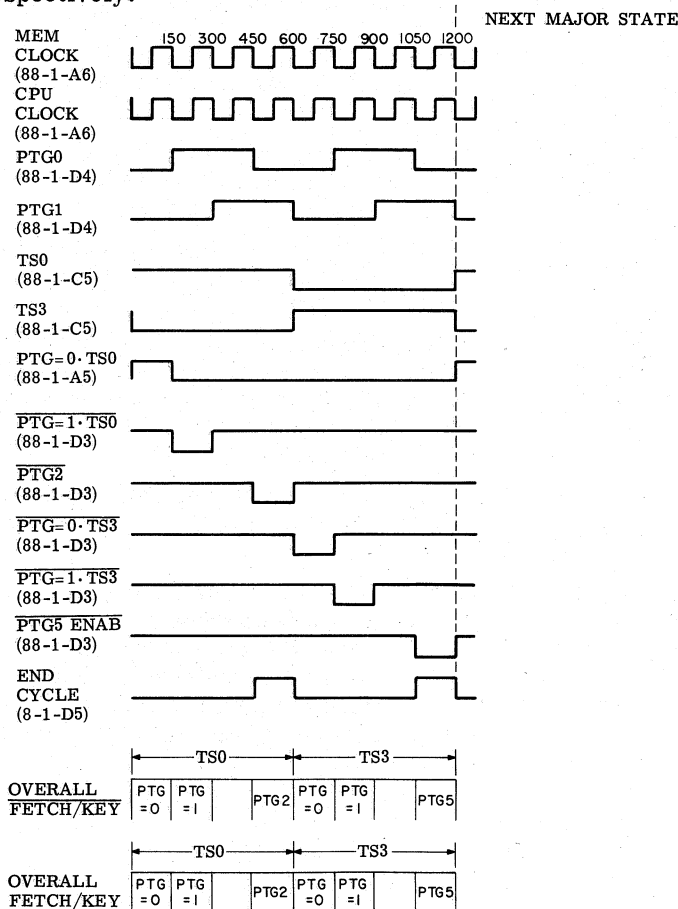 spectively.
NEXT MAJOR STATE
150 300 450 600 750 900 1050 1200
MEM
CLOCK
(88-1-A6)
CPU
CLOCK
(88-1-A6)
PTG0
(88-1-D4)
PTG1
(88-1-D4)
TS0
(88-1-C5)
TS3
(88-1-C5)
PTG=0·TS0
(88-1-A5)
PTG=1·TS0
(88-1-D3)
PTG2
(88-1-D3)
PTG=0·TS3
(88-1-D3)
PTG=1·TS3
(88-1-D3)
PTG5 ENAB
(88-1-D3)
END
CYCLE
(8-1-D5)
TS0 TS3
OVERALL
FETCH/KEY
PTG =0 PTG =1 PTG2 PTG =0 PTG =1 PTG5
TS0 TS3
OVERALL
FETCH/KEY
PTG =0 PTG =1 PTG2 PTG =0 PTG =1 PTG5